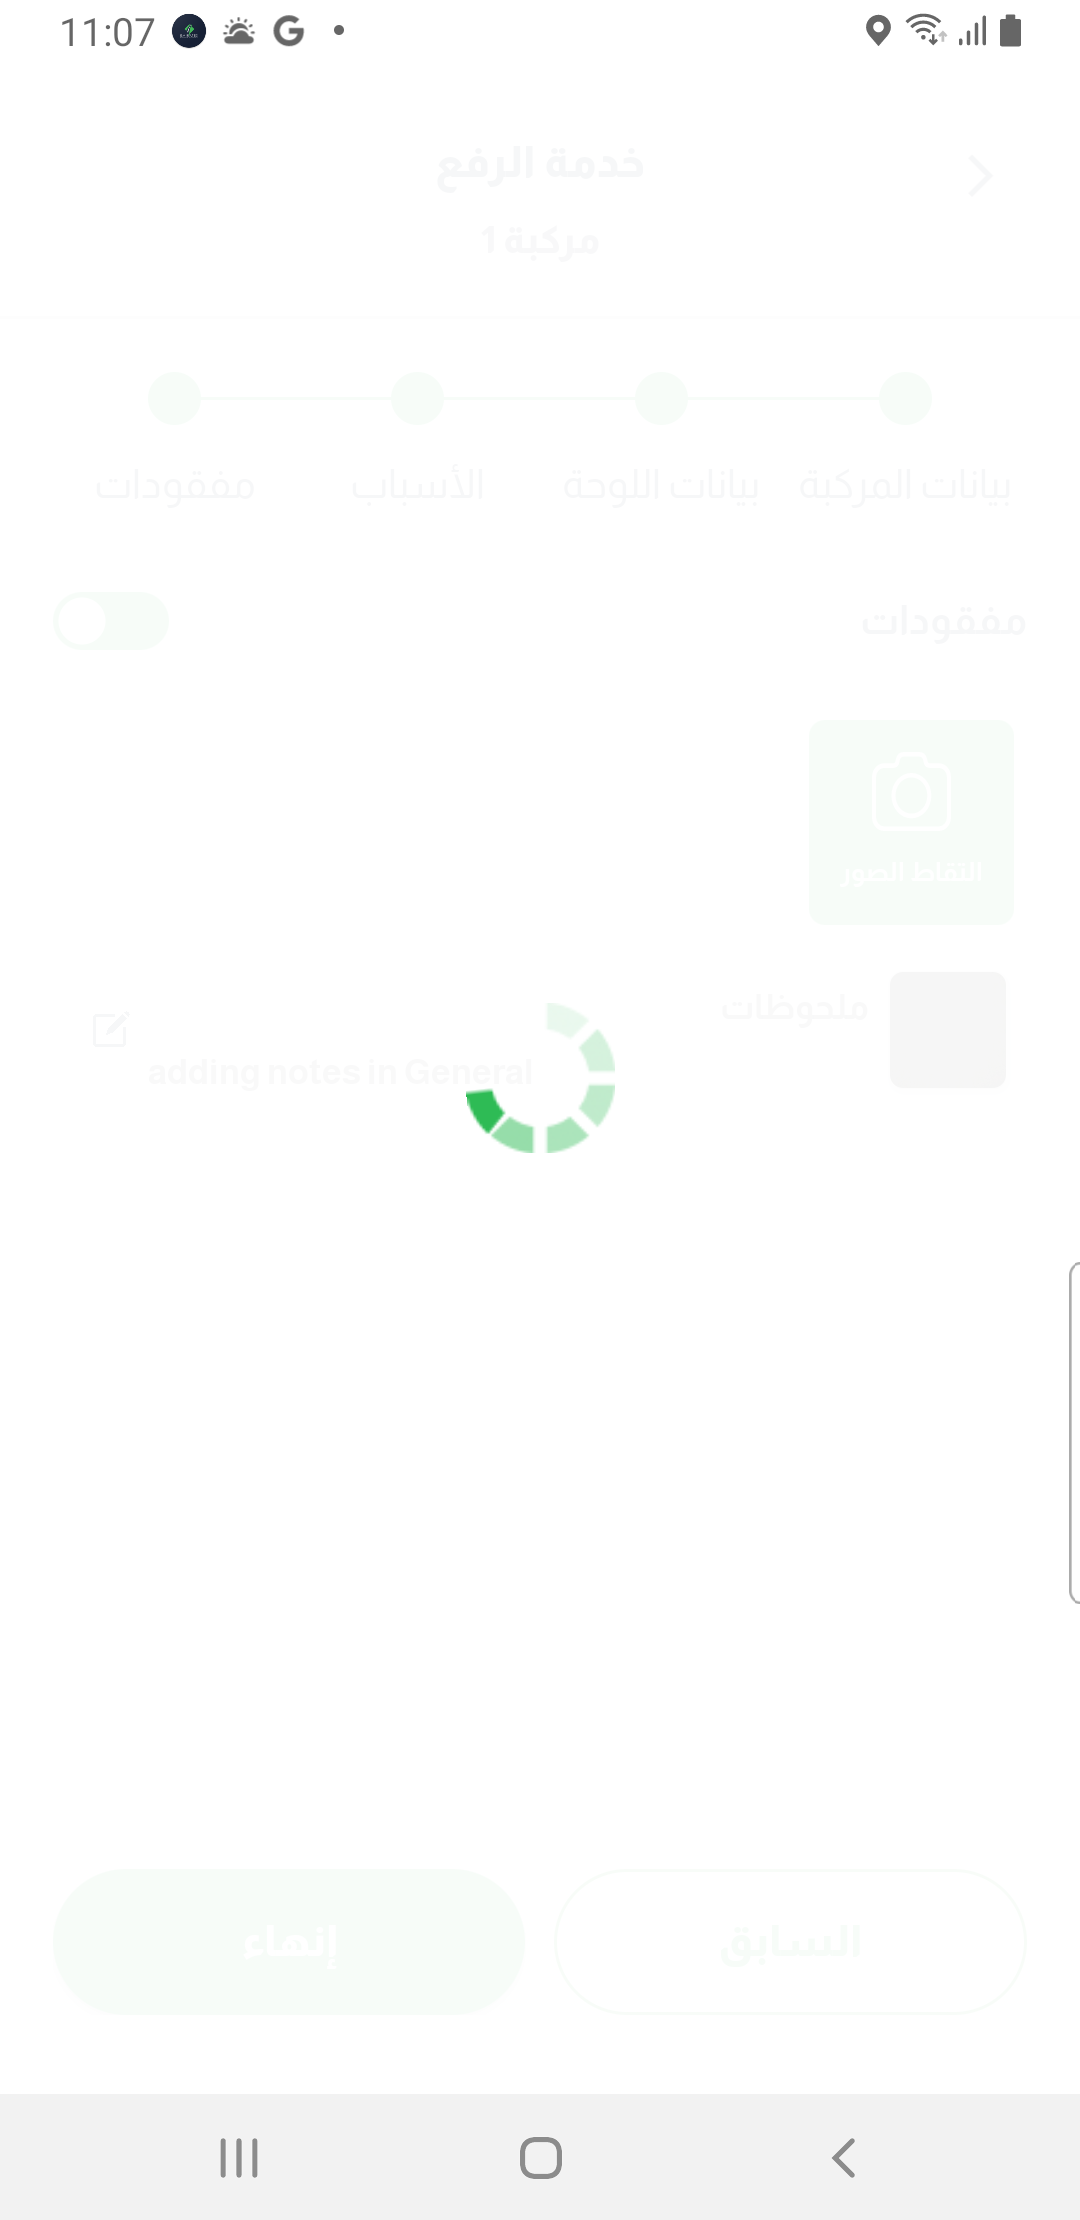 11:07
خدمة الرفع
مركبة 1
بيانات المركبة
بيانات اللوحة
الأسباب
مفقودات
مفقودات
التقاط الصور
ملحوظات
adding notes in General
السابق
إنهاء